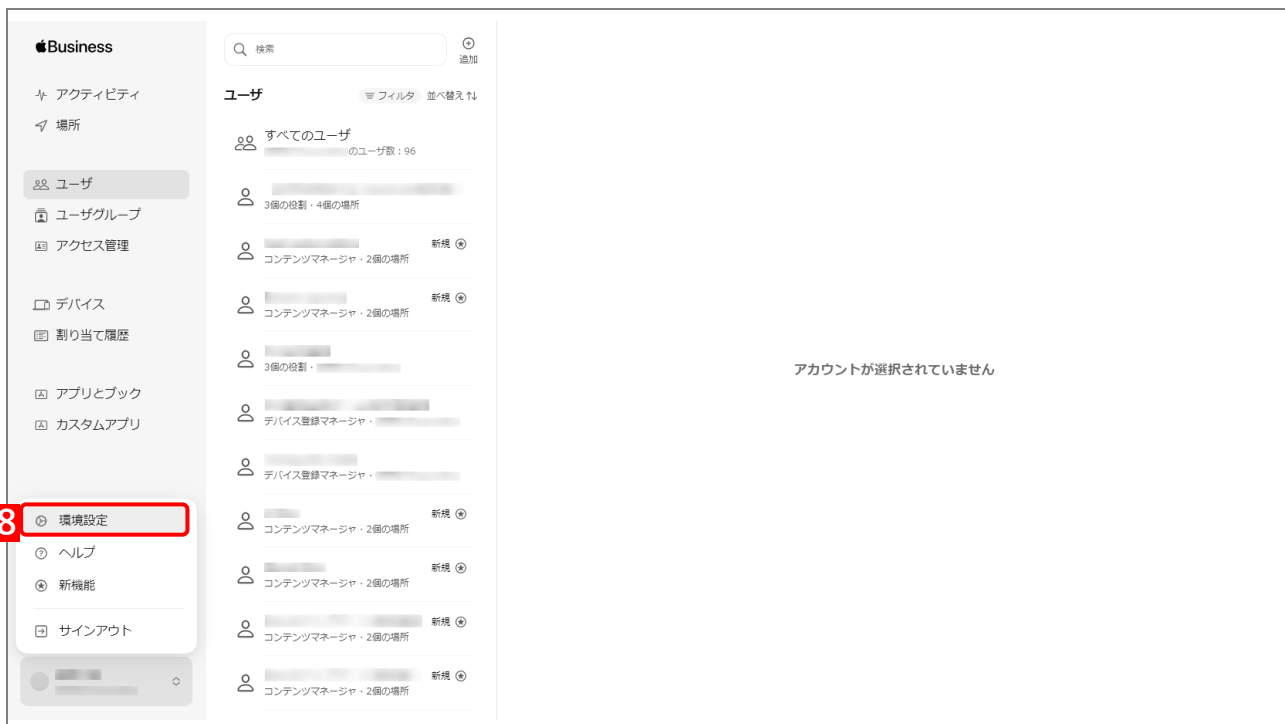 Business
アクティビティ
場所
ユーザ
ユーザグループ
アクセス管理
デバイス
割り当て履歴
アプリとブック
カスタムアプリ
8
環境設定
ヘルプ
新機能
サインアウト
検索
追加
ユーザ
フィルタ 並べ替え↑↓
すべてのユーザ
のユーザ数：96
3個の役割・4個の場所
新規
コンテンツマネージャ・2個の場所
新規
コンテンツマネージャ・2個の場所
3個の役割・
デバイス登録マネージャ・
デバイス登録マネージャ・
新規
コンテンツマネージャ・2個の場所
新規
コンテンツマネージャ・2個の場所
新規
コンテンツマネージャ・2個の場所
新規
コンテンツマネージャ・2個の場所
アカウントが選択されていません